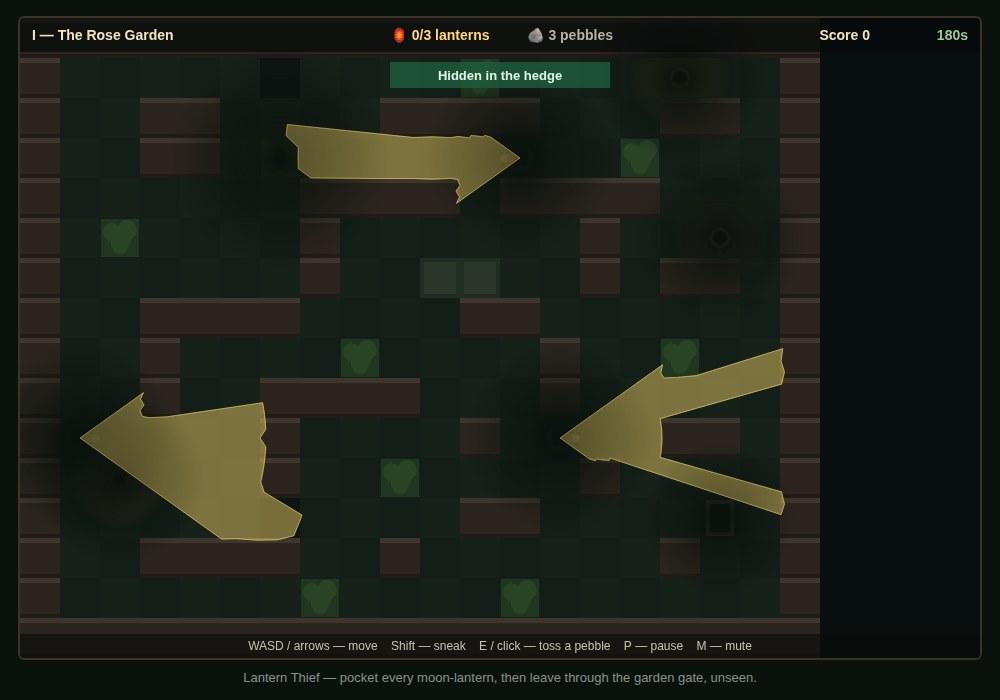 I — The Rose Garden 0/3 lanterns 3 pebbles Score 0 180s
Hidden in the hedge
WASD / arrows — move Shift — sneak E / click — toss a pebble P — pause M — mute
Lantern Thief — pocket every moon-lantern, then leave through the garden gate, unseen.